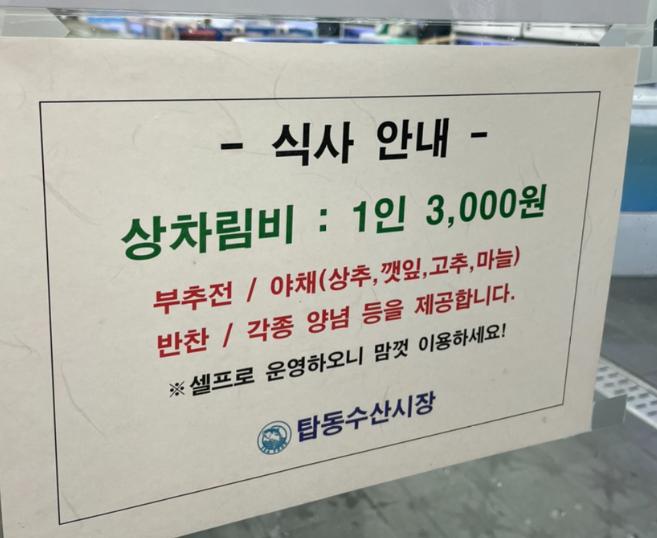 - 식사 안내 -
상차림비 : 1인 3,000원
부추전 / 야채(상추,깻잎,고추,마늘)
반찬 / 각종 양념 등을 제공합니다.
※셀프로 운영하오니 맘껏 이용하세요!
탑동수산시장